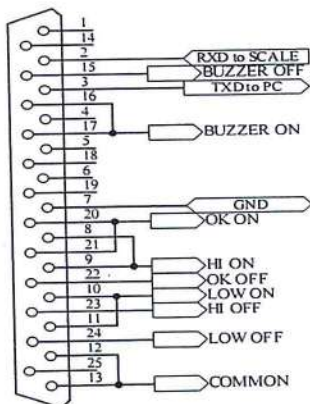 1
14
2 RXD to SCALE
15 BUZZER OFF
3 TXD to PC
16
4
17 BUZZER ON
5
18
6
19
7 GND
20 OK ON
8
21
9 HI ON
22 OK OFF
10 LOW ON
23 HI OFF
11
24 LOW OFF
12
25
13 COMMON